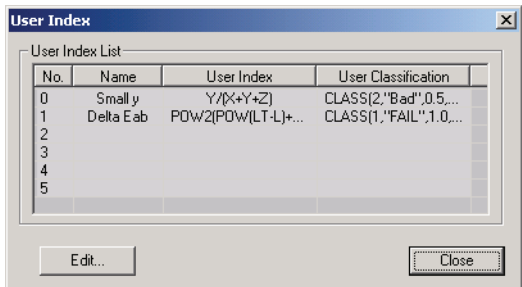 User Index
User Index List
No. Name User Index User Classification
0 Small y Y/(X+Y+Z) CLASS(2,"Bad",0.5,...
1 Delta Eab POW2(POW(LT-L)+... CLASS(1,"FAIL",1.0,...
2
3
4
5
Edit... Close